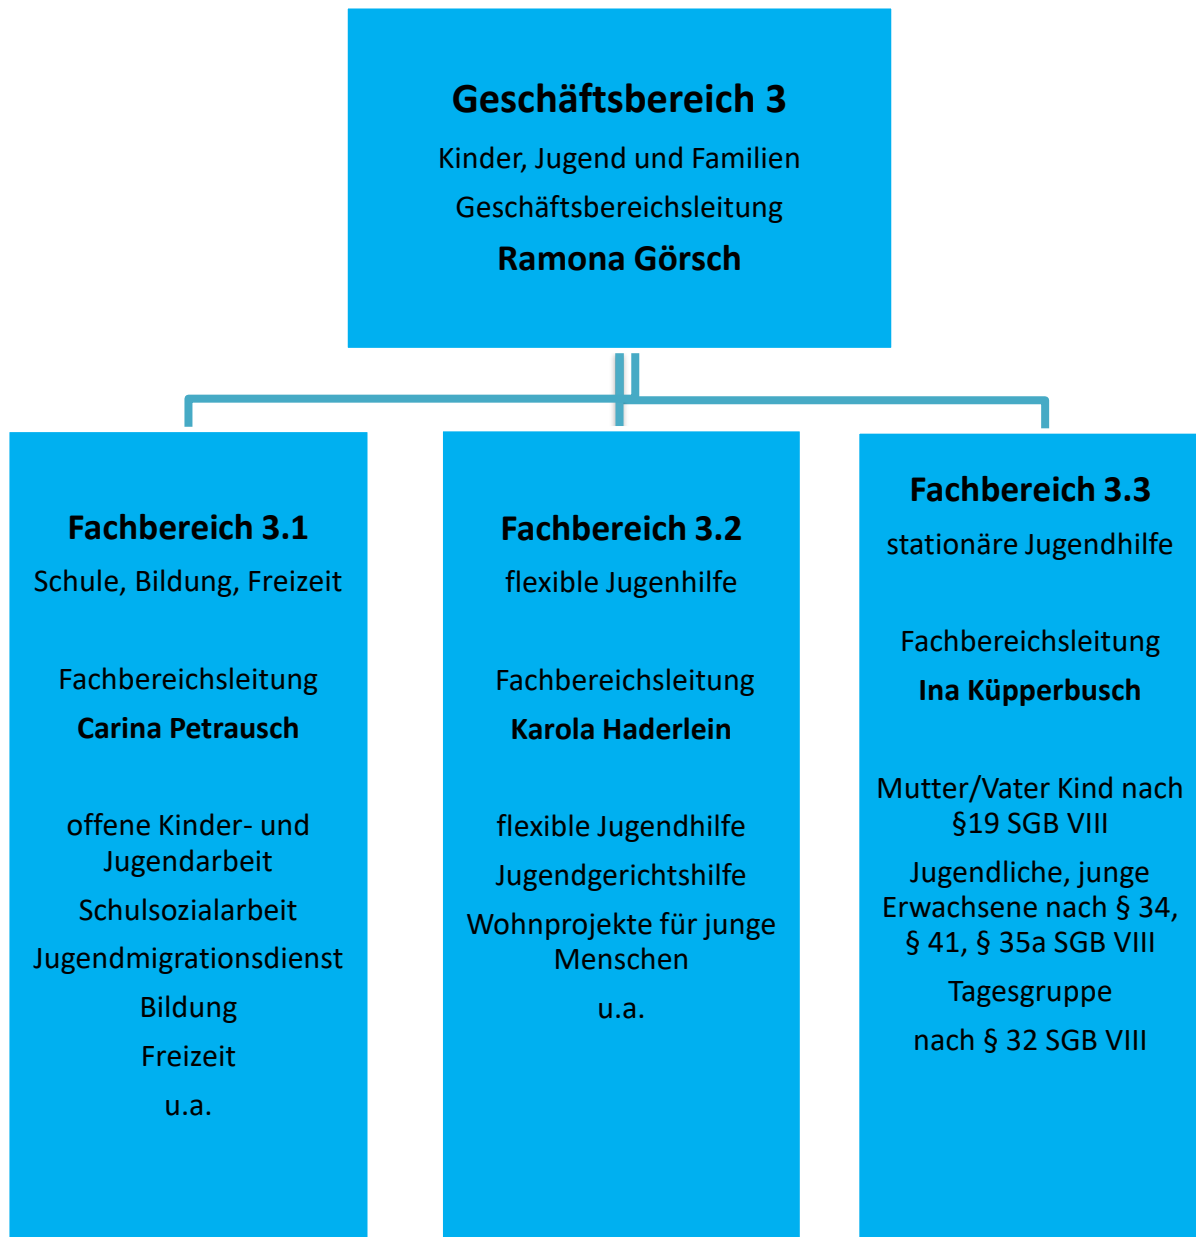 Geschäftsbereich 3
Kinder, Jugend und Familien
Geschäftsbereichsleitung
Ramona Görsch
Fachbereich 3.1
Schule, Bildung, Freizeit
Fachbereichsleitung
Carina Petrausch
offene Kinder- und
Jugendarbeit
Schulsozialarbeit
Jugendmigrationsdienst
Bildung
Freizeit
u.a.
Fachbereich 3.2
flexible Jugenhilfe
Fachbereichsleitung
Karola Haderlein
flexible Jugendhilfe
Jugendgerichtshilfe
Wohnprojekte für junge
Menschen
u.a.
Fachbereich 3.3
stationäre Jugendhilfe
Fachbereichsleitung
Ina Küpperbusch
Mutter/Vater Kind nach
§19 SGB VIII
Jugendliche, junge
Erwachsene nach § 34,
§ 41, § 35a SGB VIII
Tagesgruppe
nach § 32 SGB VIII